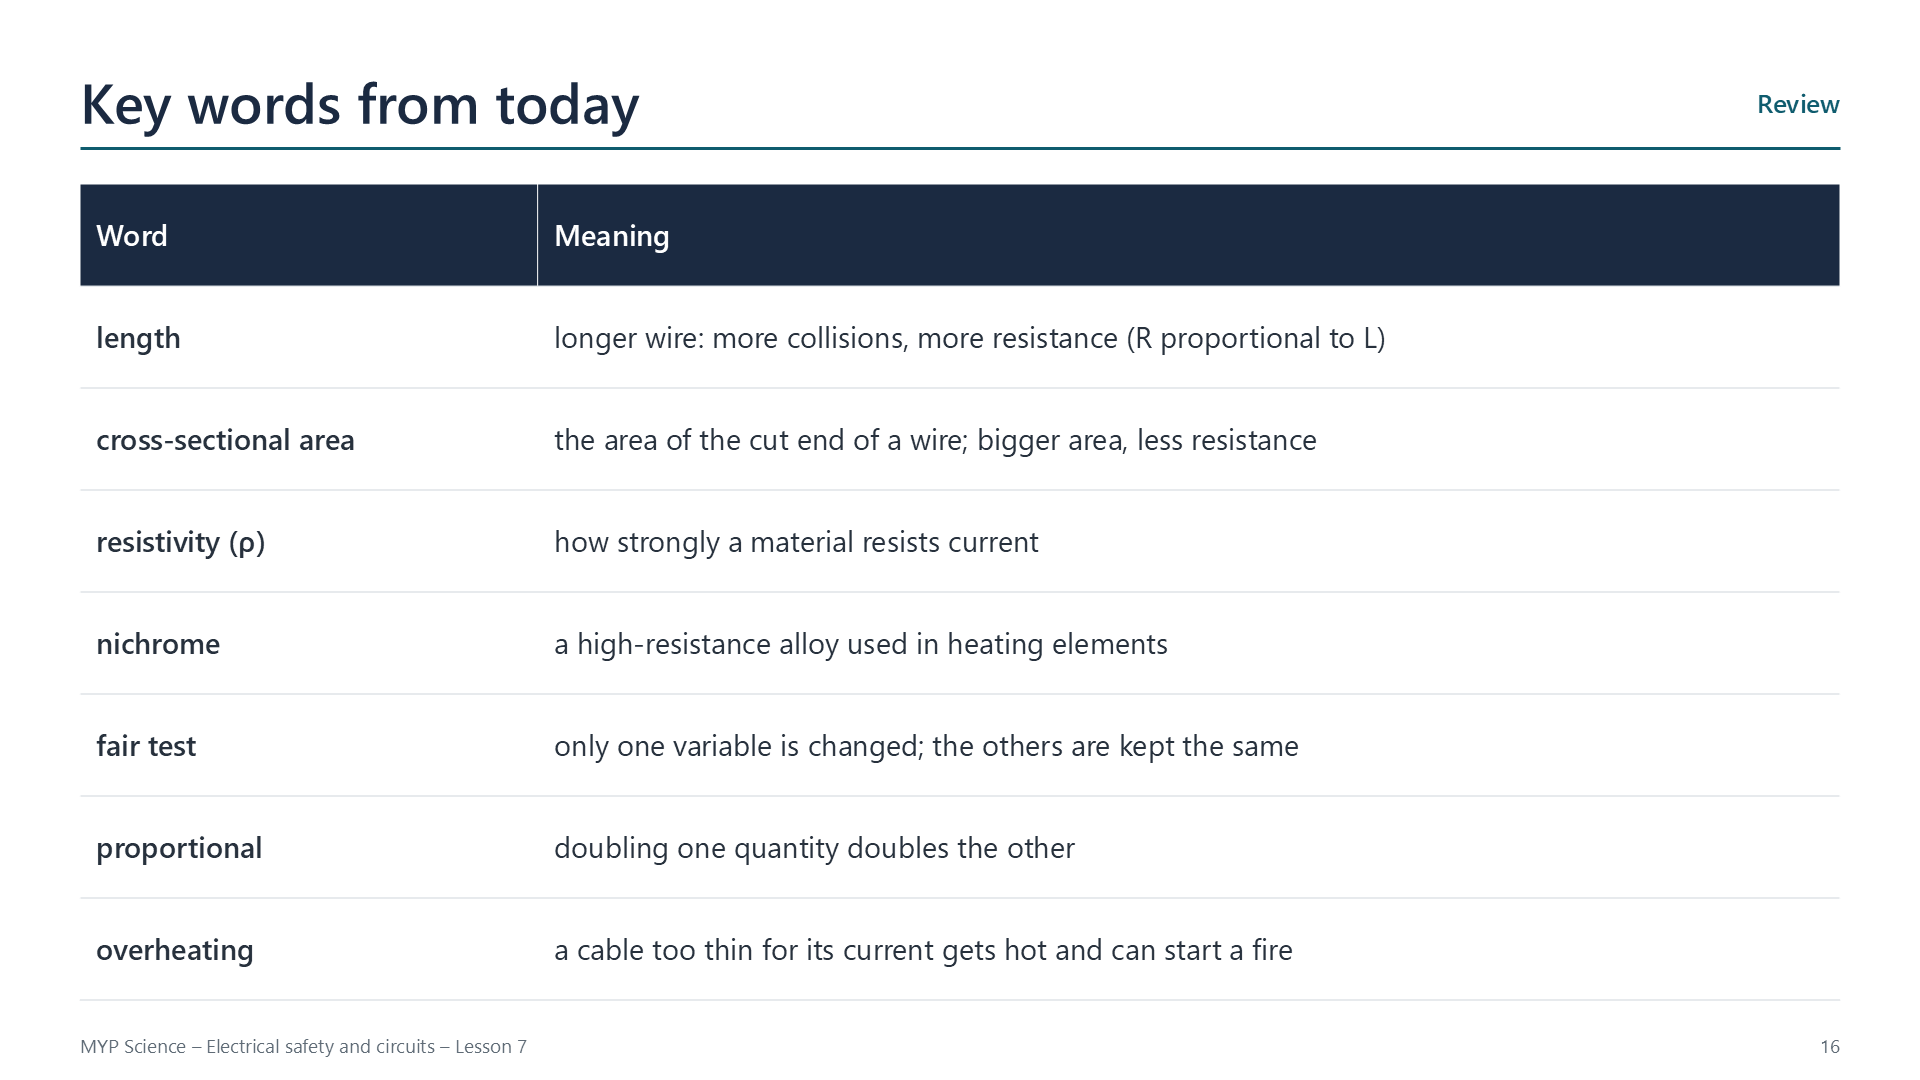 Key words from today
Review
Word
Meaning
length
longer wire: more collisions, more resistance (R proportional to L)
cross-sectional area
the area of the cut end of a wire; bigger area, less resistance
resistivity (ρ)
how strongly a material resists current
nichrome
a high-resistance alloy used in heating elements
fair test
only one variable is changed; the others are kept the same
proportional
doubling one quantity doubles the other
overheating
a cable too thin for its current gets hot and can start a fire
MYP Science – Electrical safety and circuits – Lesson 7
16